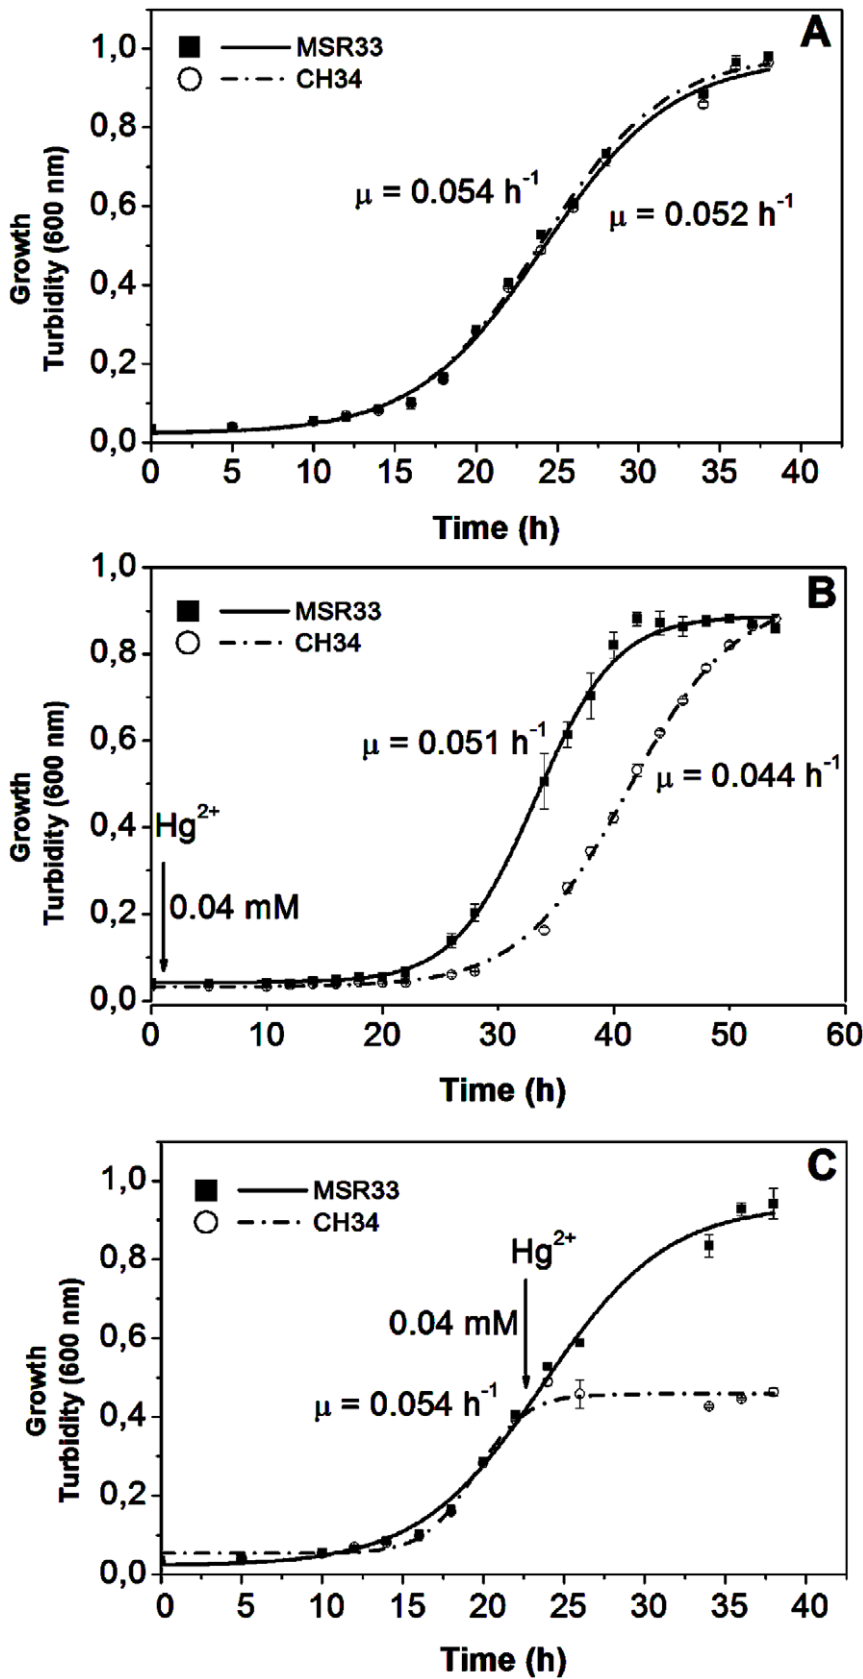 A
1,0
MSR33
CH34
0,8
μ = 0.054 h-1
0,6
μ = 0.052 h-1
0,4
0,2
0,0
Growth
Turbidity (600 nm)
0 5 10 15 20 25 30 35 40
Time (h)
B
1,0
MSR33
CH34
0,8
μ = 0.051 h-1
0,6
μ = 0.044 h-1
0,4
Hg2+
0.04 mM
0,2
0,0
Growth
Turbidity (600 nm)
0 10 20 30 40 50 60
Time (h)
C
1,0
MSR33
CH34
Hg2+
0,8
0.04 mM
0,6
μ = 0.054 h-1
0,4
0,2
0,0
Growth
Turbidity (600 nm)
0 5 10 15 20 25 30 35 40
Time (h)